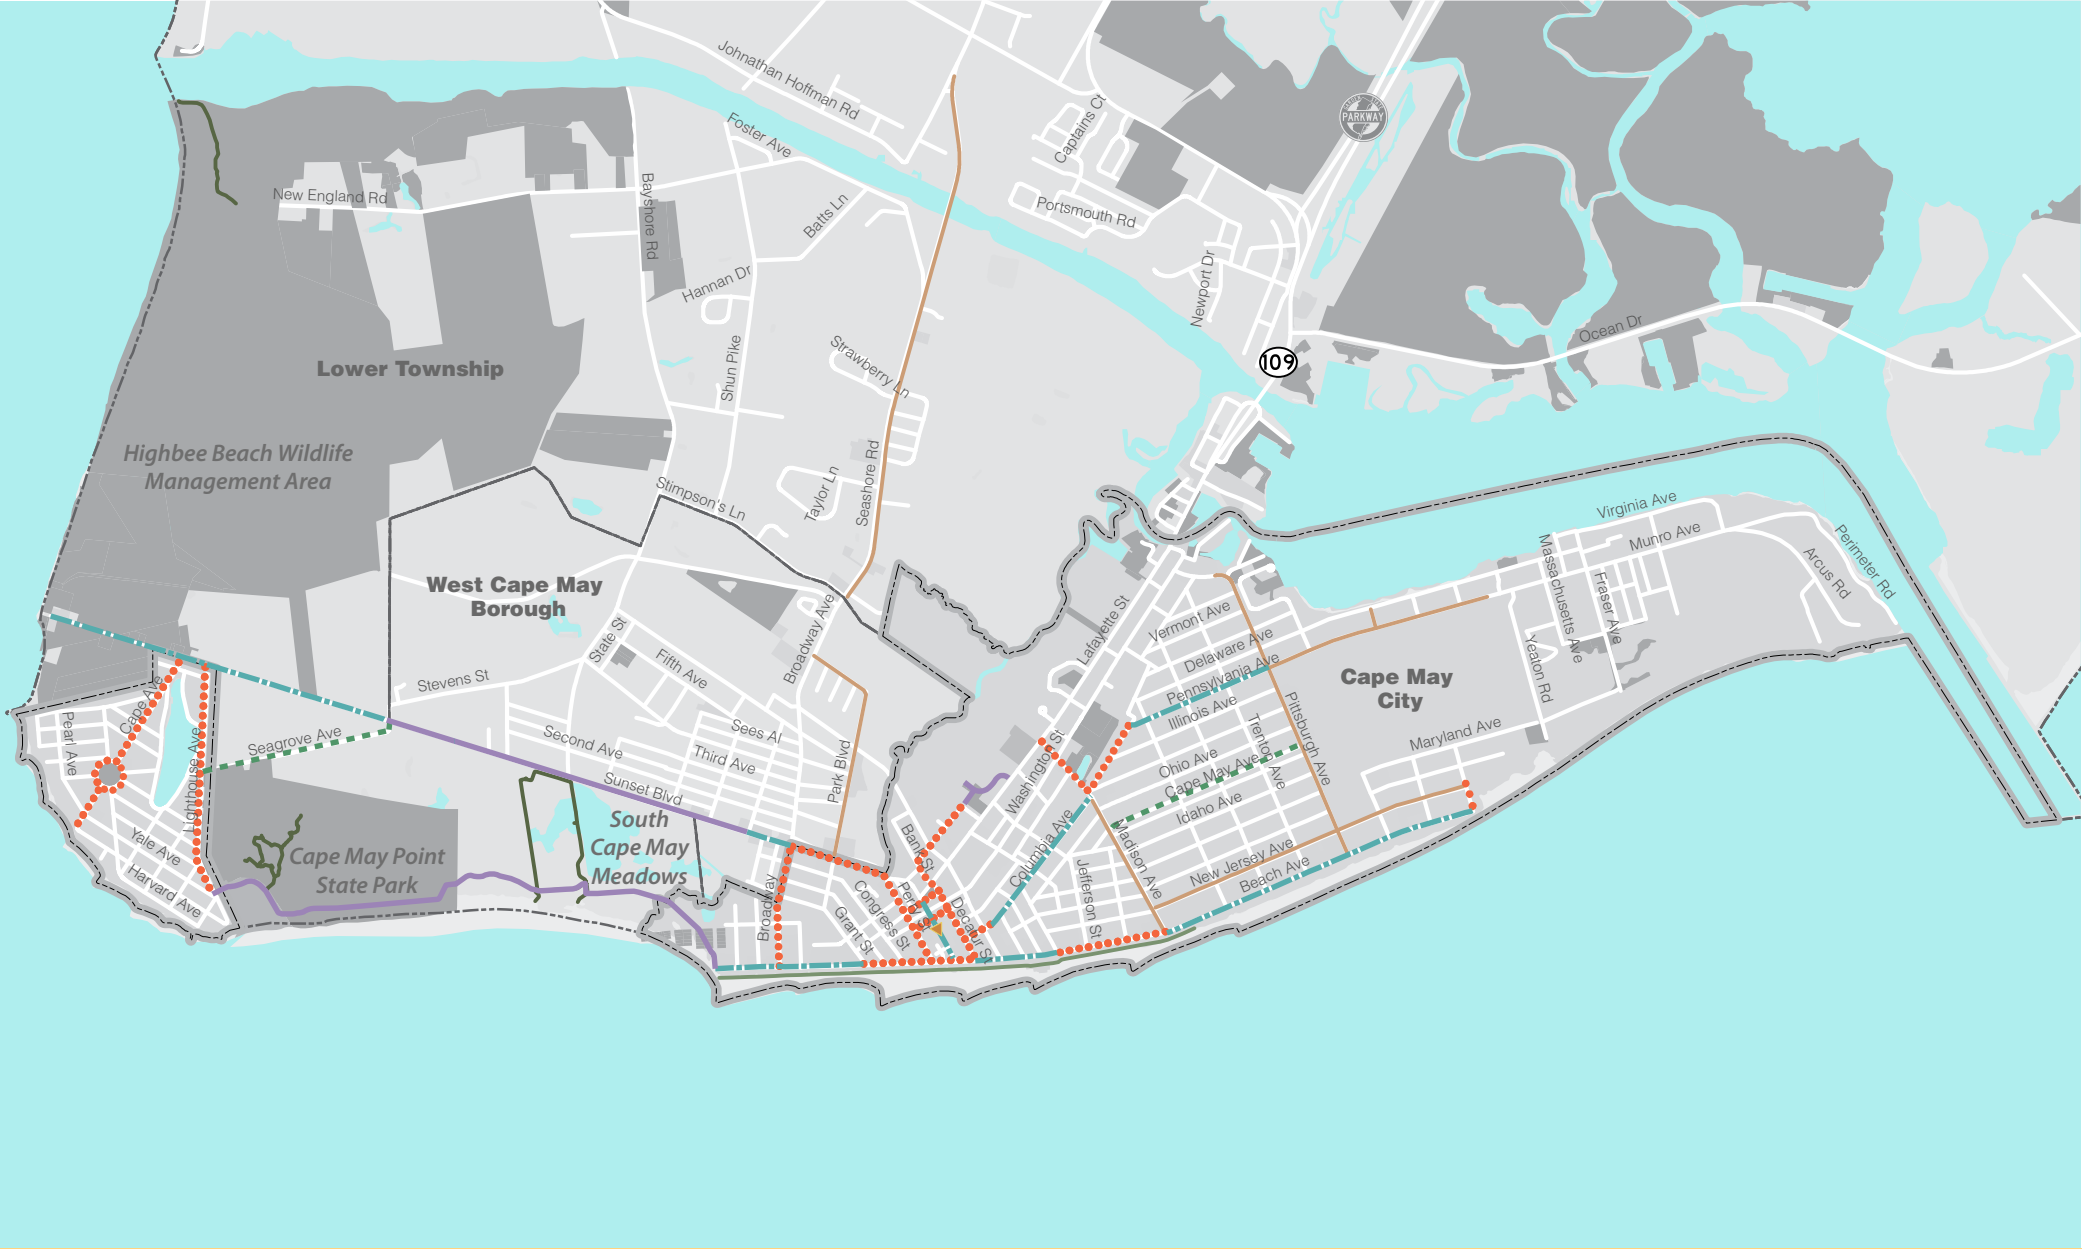 Johnathan Hoffman Rd
Foster Ave
Captains Ct
PARKWAY
New England Rd
Bayshore Rd
Batts Ln
Portsmouth Rd
Hannan Dr
Newport Dr
Ocean Dr
Shun Pike
Strawberry Ln
109
Lower Township
Highbee Beach Wildlife
Management Area
Seashore Rd
Taylor Ln
Stimpson's Ln
Virginia Ave
Munro Ave
Perimeter Rd
Arcus Rd
Massachusetts Ave
Fraser Ave
Yeaton Rd
West Cape May
Borough
Broadway Ave
State St
Fifth Ave
Stevens St
Lafayette St
Vermont Ave
Delaware Ave
Pennsylvania Ave
Illinois Ave
Cape May
City
Pittsburgh Ave
Trenton Ave
Maryland Ave
Cape Ave
Pearl Ave
Lighthouse Ave
Seagrove Ave
Second Ave
Sees Al
Third Ave
Sunset Blvd
Park Blvd
Washington St
Ohio Ave
Cape May Ave
Idaho Ave
South
Cape May
Meadows
Yale Ave
Harvard Ave
Cape May Point
State Park
Bank St
Columbia Ave
Madison Ave
Jefferson St
New Jersey Ave
Beach Ave
Broadway
Grant St
Congress St
Perry St
Decatur St